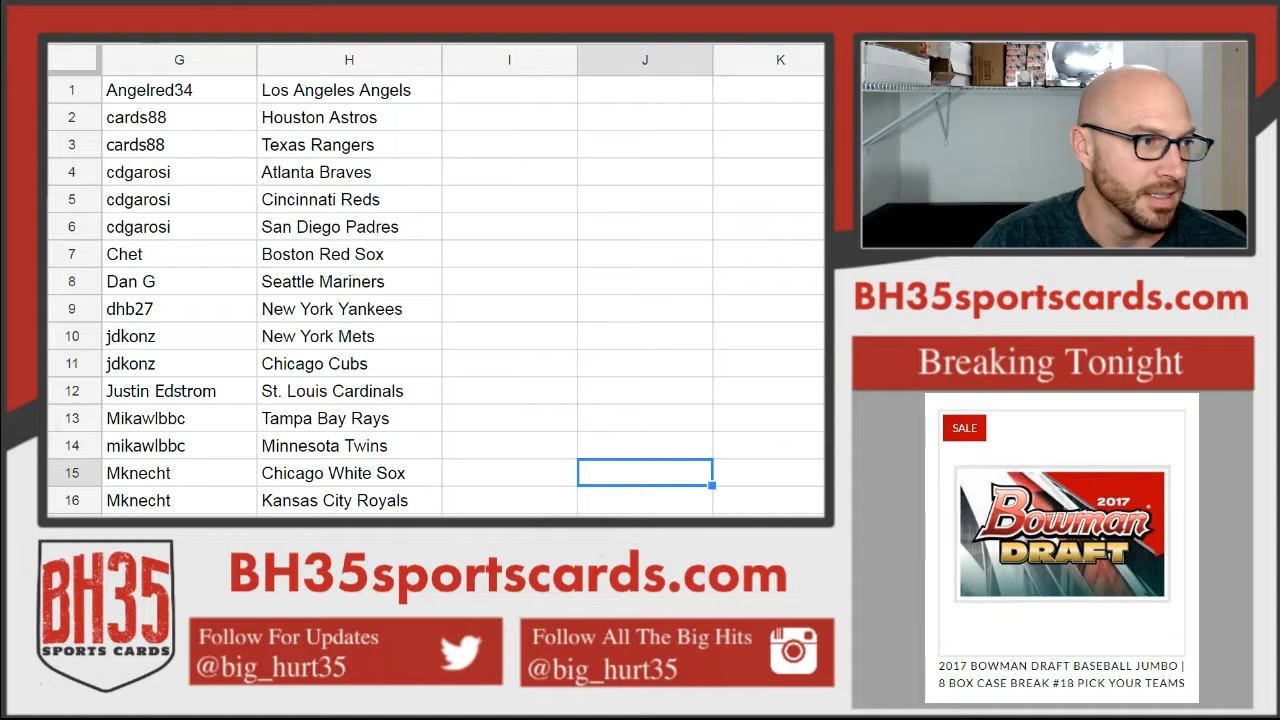 G H I J K
1 Angelred34 Los Angeles Angels
2 cards88 Houston Astros
3 cards88 Texas Rangers
4 cdgarosi Atlanta Braves
5 cdgarosi Cincinnati Reds
6 cdgarosi San Diego Padres
7 Chet Boston Red Sox
8 Dan G Seattle Mariners
9 dhb27 New York Yankees
10 jdkonz New York Mets
11 jdkonz Chicago Cubs
12 Justin Edstrom St. Louis Cardinals
13 Mikawlbbc Tampa Bay Rays
14 mikawlbbc Minnesota Twins
15 Mknecht Chicago White Sox
16 Mknecht Kansas City Royals
BH35sportscards.com
Breaking Tonight
SALE
2017
Bowman
DRAFT
2017 BOWMAN DRAFT BASEBALL JUMBO |
8 BOX CASE BREAK #18 PICK YOUR TEAMS
BH35
SPORTS CARDS
BH35sportscards.com
Follow For Updates
@big_hurt35
Follow All The Big Hits
@big_hurt35